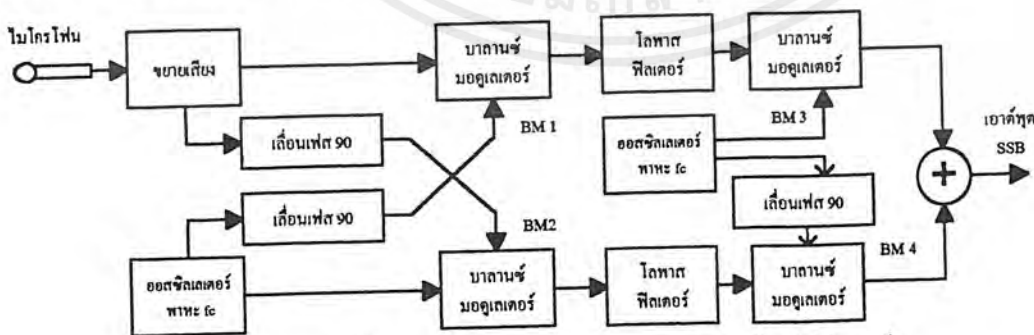 ไมโครโฟน
ขยายเสียง
บาลานซ์
มอดูเลเตอร์
โลพาส
ฟิลเตอร์
บาลานซ์
มอดูเลเตอร์
เลื่อนเฟส 90
BM 1
ออสซิลเลเตอร์
พาหะ fc
BM 3
เอาต์พุต
SSB
+
เลื่อนเฟส 90
เลื่อนเฟส 90
BM2
BM 4
ออสซิลเลเตอร์
พาหะ fc
บาลานซ์
มอดูเลเตอร์
โลพาส
ฟิลเตอร์
บาลานซ์
มอดูเลเตอร์